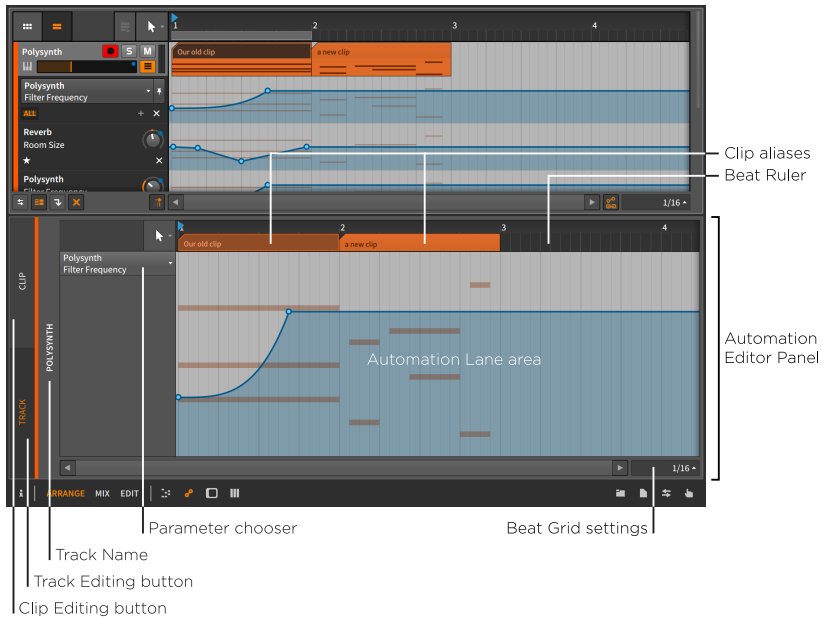 1 2 3 4
Polysynth S M
Our old clip a new clip
Polysynth
Filter Frequency
ALL + ×
Reverb
Room Size
★ ×
Polysynth
1/16
Clip aliases
Beat Ruler
2 3 4
Our old clip a new clip
Polysynth
Filter Frequency
CLIP
POLYSYNTH
TRACK
Automation Lane area
Automation
Editor Panel
1/16
i ARRANGE MIX EDIT
Parameter chooser
Beat Grid settings
Track Name
Track Editing button
Clip Editing button